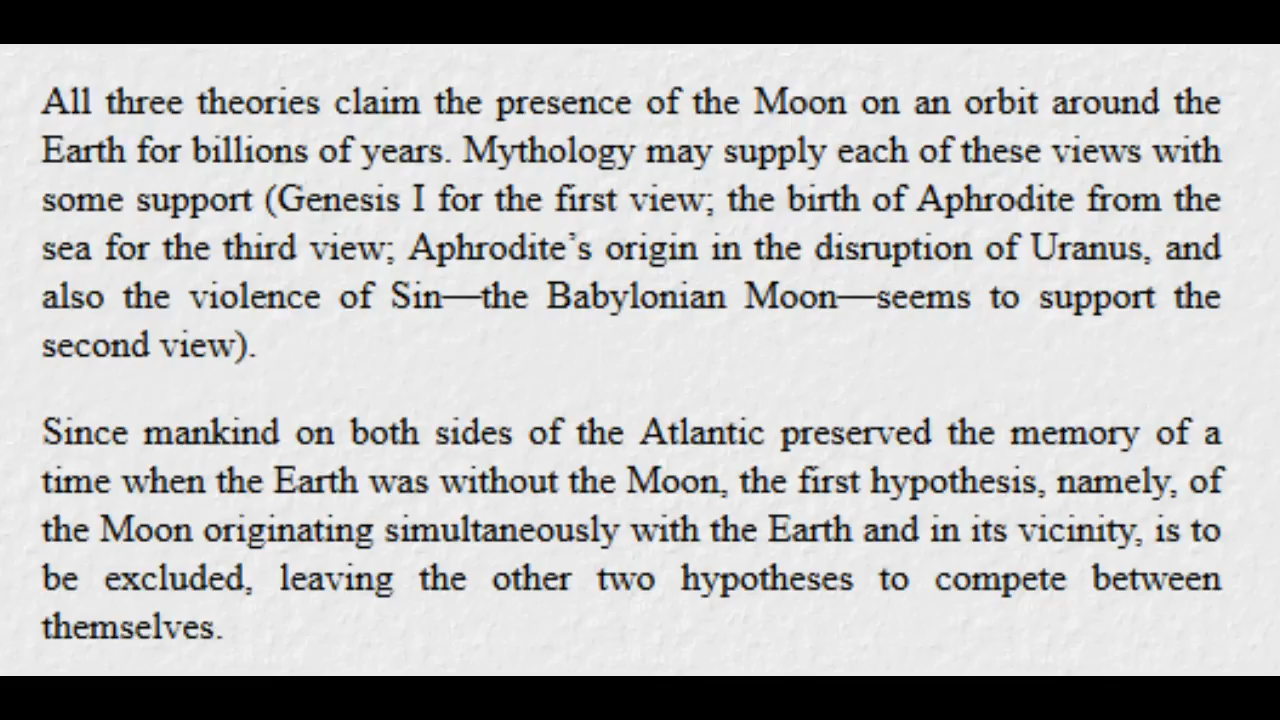 All three theories claim the presence of the Moon on an orbit around the
Earth for billions of years. Mythology may supply each of these views with
some support (Genesis I for the first view; the birth of Aphrodite from the
sea for the third view; Aphrodite’s origin in the disruption of Uranus, and
also the violence of Sin—the Babylonian Moon—seems to support the
second view).
Since mankind on both sides of the Atlantic preserved the memory of a
time when the Earth was without the Moon, the first hypothesis, namely, of
the Moon originating simultaneously with the Earth and in its vicinity, is to
be excluded, leaving the other two hypotheses to compete between
themselves.